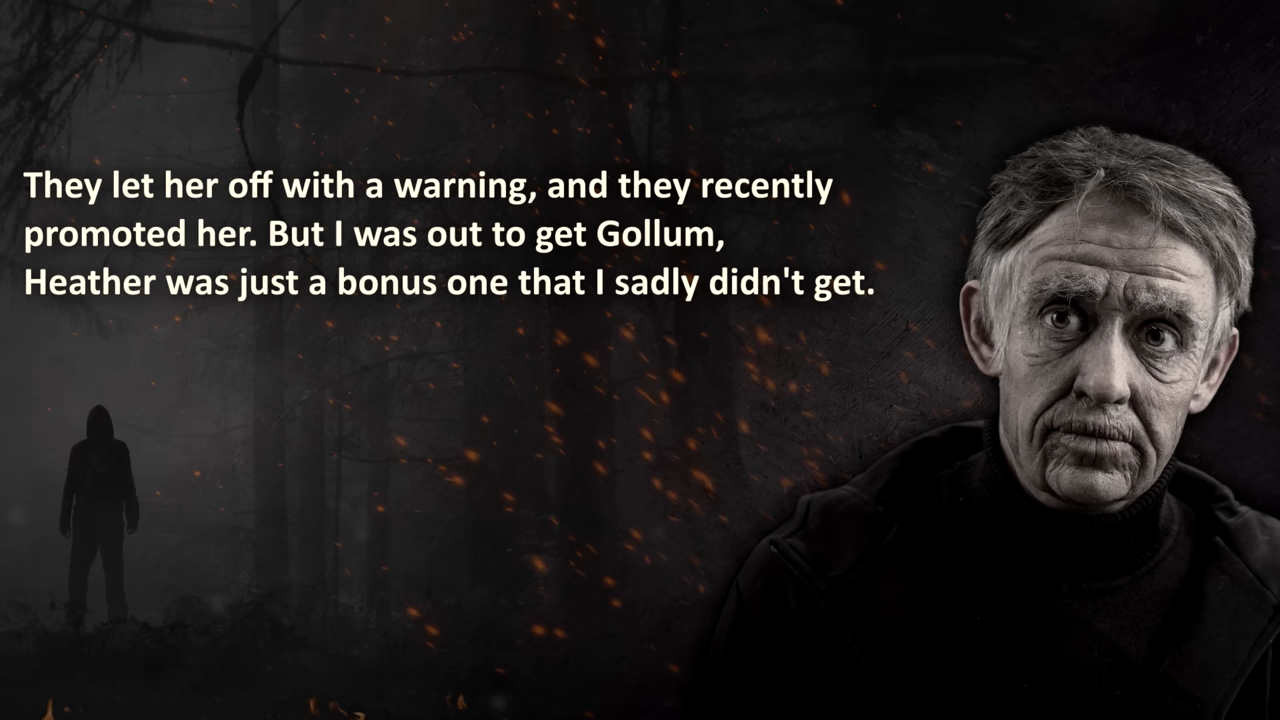 They let her off with a warning, and they recently
promoted her. But I was out to get Gollum,
Heather was just a bonus one that I sadly didn't get.